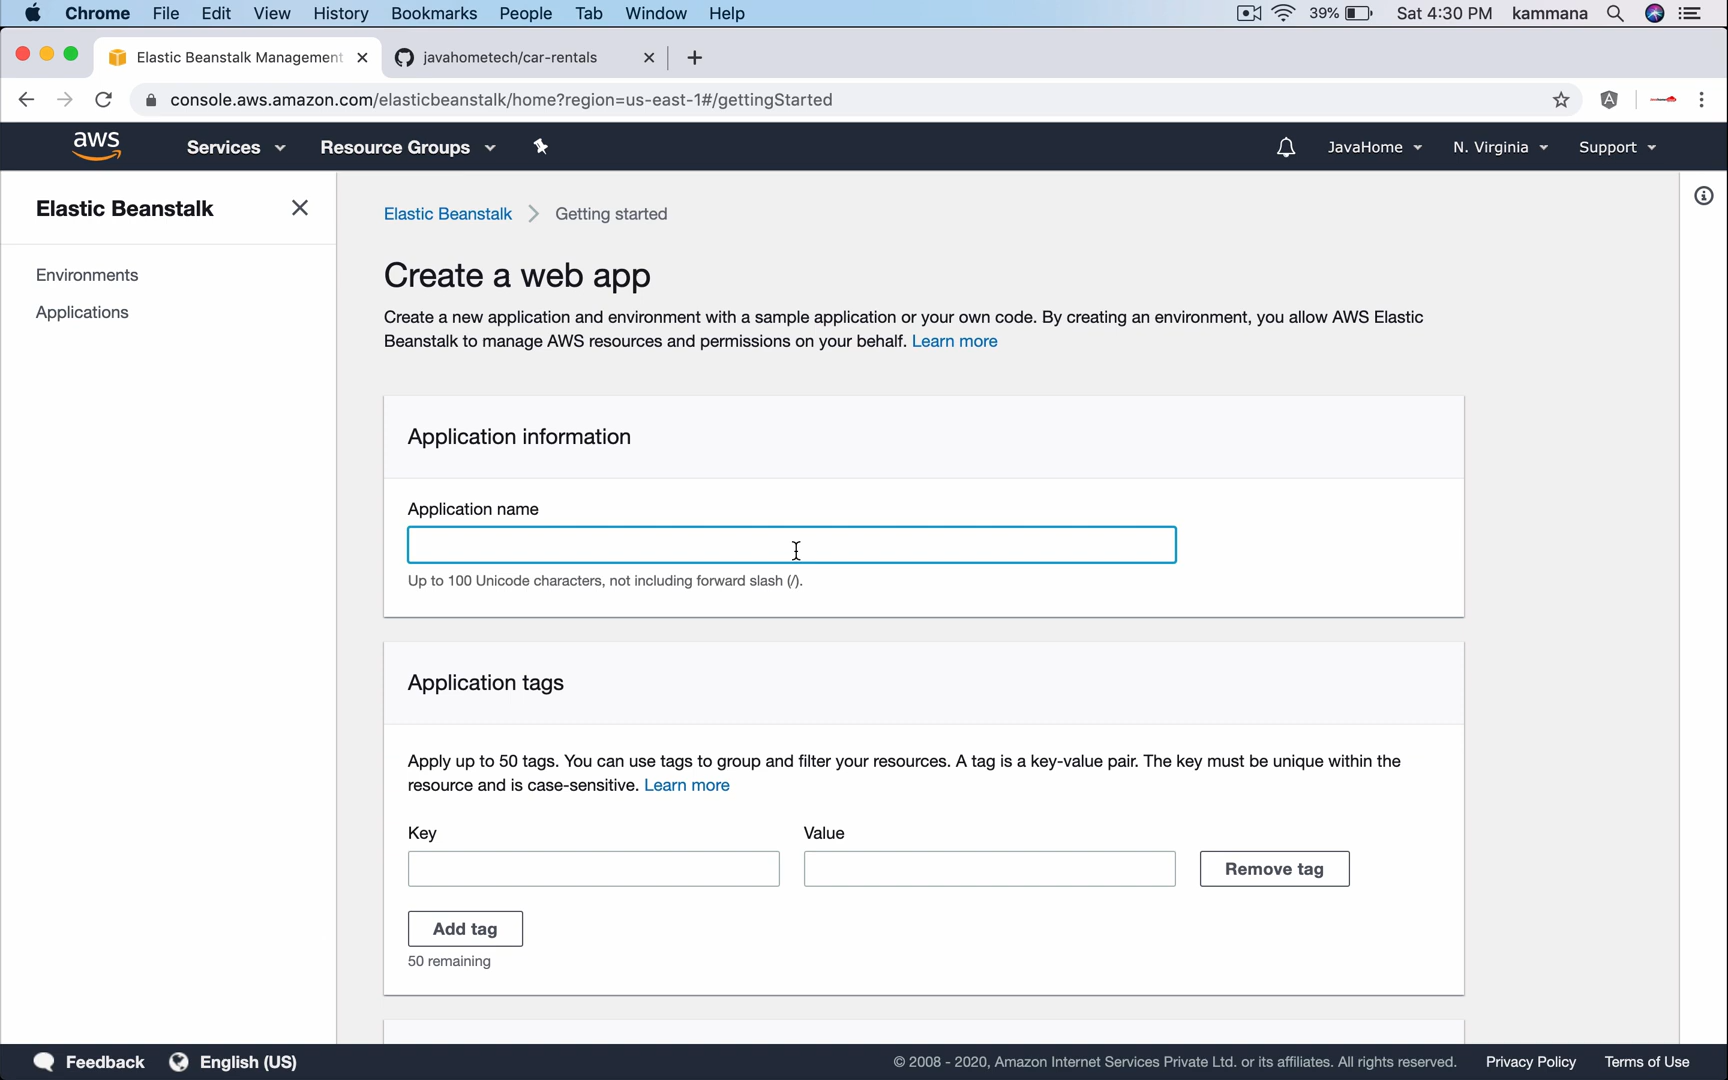 Chrome File Edit View History Bookmarks People Tab Window Help 39% Sat 4:30 PM kammana
Elastic Beanstalk Management javahometech/car-rentals
console.aws.amazon.com/elasticbeanstalk/home?region=us-east-1#/gettingStarted
aws Services Resource Groups JavaHome N. Virginia Support
Elastic Beanstalk
Environments
Applications
Elastic Beanstalk Getting started
Create a web app
Create a new application and environment with a sample application or your own code. By creating an environment, you allow AWS Elastic
Beanstalk to manage AWS resources and permissions on your behalf. Learn more
Application information
Application name
Up to 100 Unicode characters, not including forward slash (/).
Application tags
Apply up to 50 tags. You can use tags to group and filter your resources. A tag is a key-value pair. The key must be unique within the
resource and is case-sensitive. Learn more
Key Value
Remove tag
Add tag
50 remaining
Feedback English (US) © 2008 - 2020, Amazon Internet Services Private Ltd. or its affiliates. All rights reserved. Privacy Policy Terms of Use